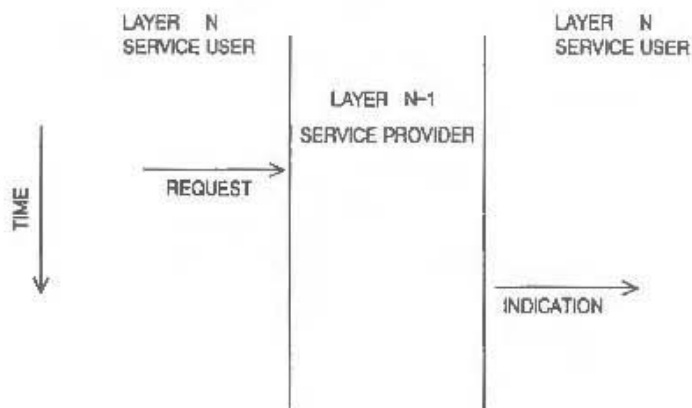 LAYER N
SERVICE USER
LAYER N
SERVICE USER
LAYER N-1
SERVICE PROVIDER
REQUEST
TIME
INDICATION